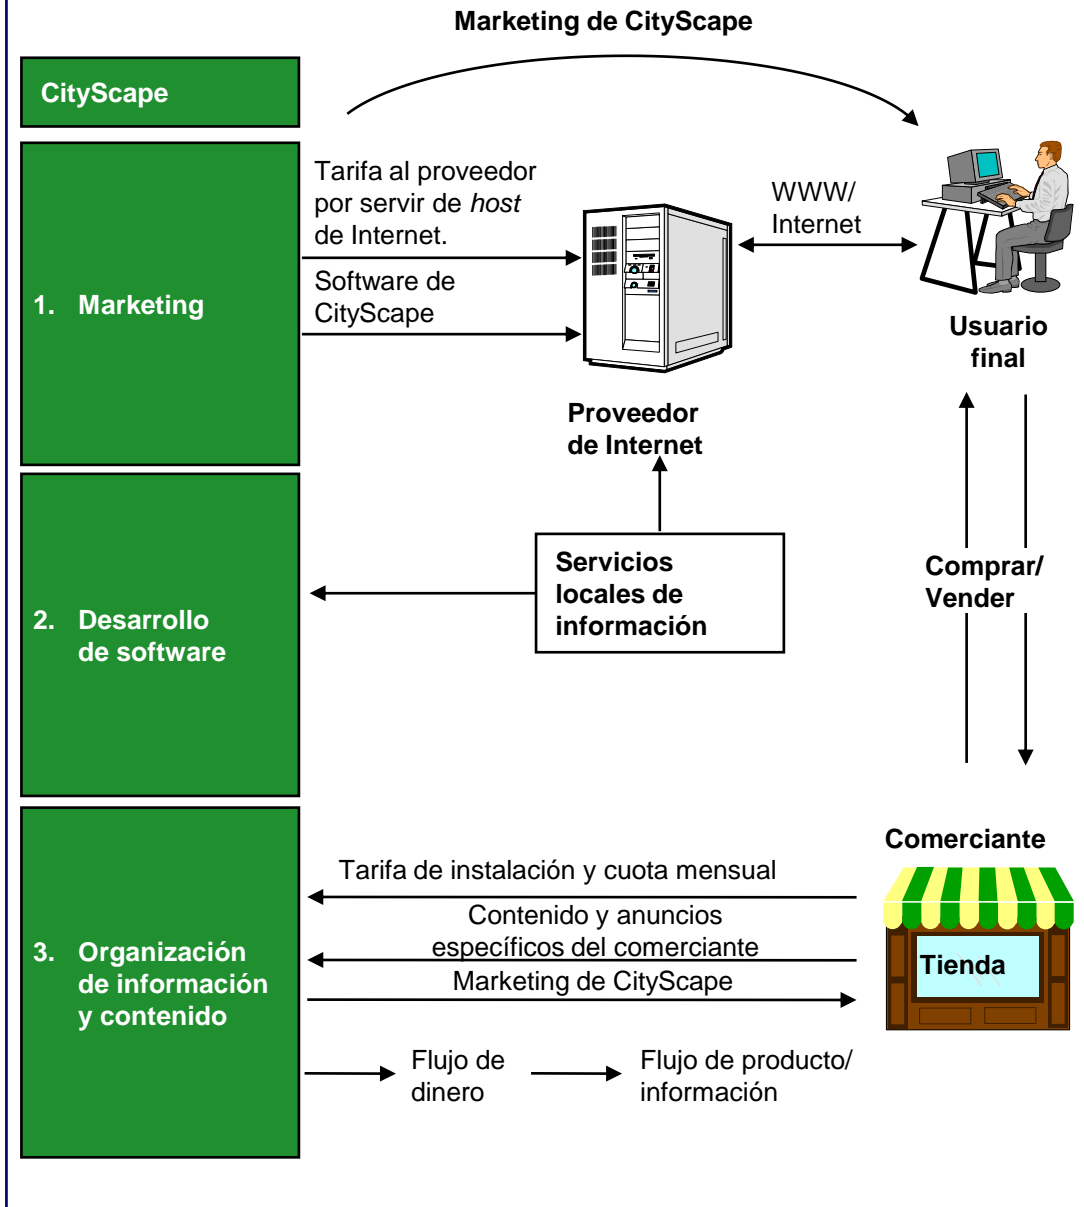 Marketing de CityScape
CityScape
Tarifa al proveedor
por servir de host
de Internet.
WWW/
Internet
Software de
CityScape
1. Marketing
Usuario
final
Proveedor
de Internet
Servicios
locales de
información
Comprar/
Vender
2. Desarrollo
de software
Comerciante
Tarifa de instalación y cuota mensual
Contenido y anuncios
específicos del comerciante
Marketing de CityScape
Tienda
3. Organización
de información
y contenido
Flujo de
dinero
Flujo de producto/
información